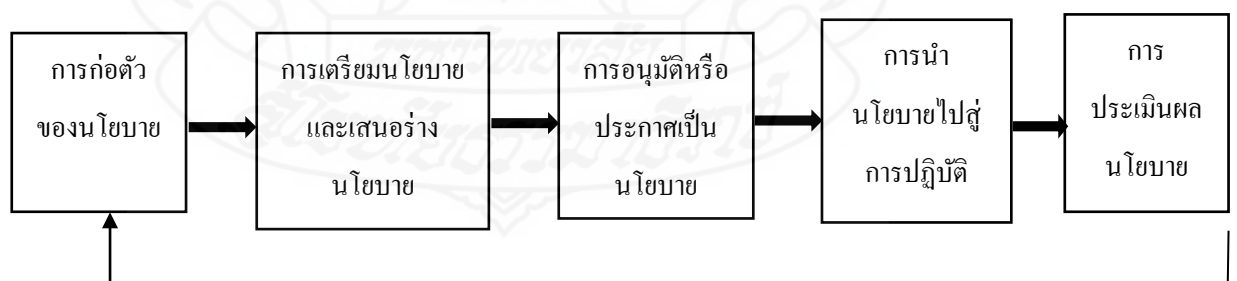 การก่อตัว
ของนโยบาย
การเตรียมนโยบาย
และเสนอร่าง
นโยบาย
การอนุมัติหรือ
ประกาศเป็น
นโยบาย
การนำ
นโยบายไปสู่
การปฏิบัติ
การ
ประเมินผล
นโยบาย